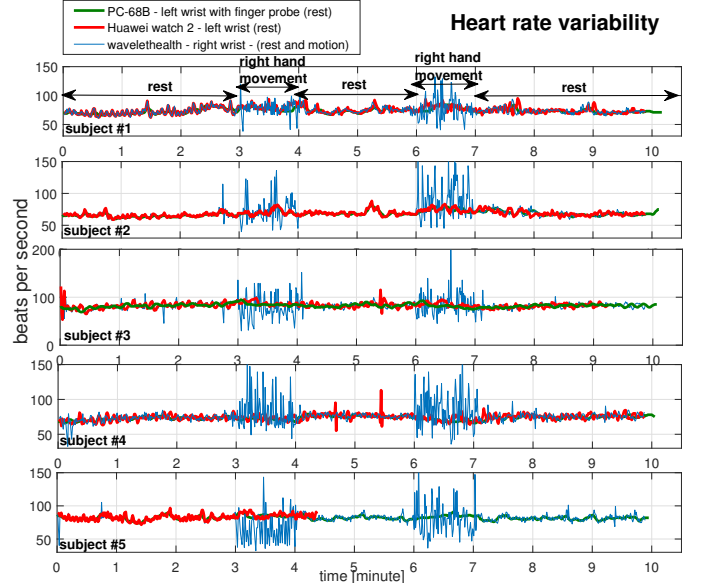 PC-68B - left wrist with finger probe (rest)
Huawei watch 2 - left wrist (rest)
wavelethealth - right wrist - (rest and motion)
Heart rate variability
beats per second
150
100
50
rest
right hand
movement
rest
right hand
movement
rest
subject #1
0 1 2 3 4 5 6 7 8 9 10
150
100
50
subject #2
0 1 2 3 4 5 6 7 8 9 10
200
100
0
subject #3
0 1 2 3 4 5 6 7 8 9 10
150
100
50
subject #4
0 1 2 3 4 5 6 7 8 9 10
150
100
50
subject #5
0 1 2 3 4 5 6 7 8 9 10
time [minute]